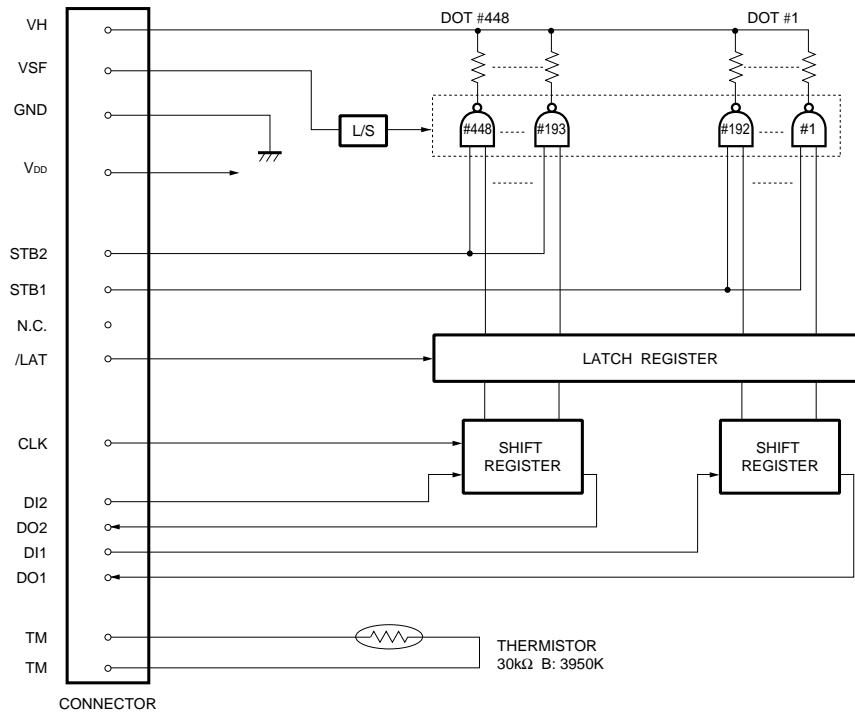 VH
DOT #448 DOT #1
VSF
GND
L/S
#448 #193 #192 #1
VDD
STB2
STB1
N.C.
/LAT
LATCH REGISTER
CLK
SHIFT REGISTER
SHIFT REGISTER
DI2
DO2
DI1
DO1
TM
THERMISTOR
30kΩ B: 3950K
TM
CONNECTOR